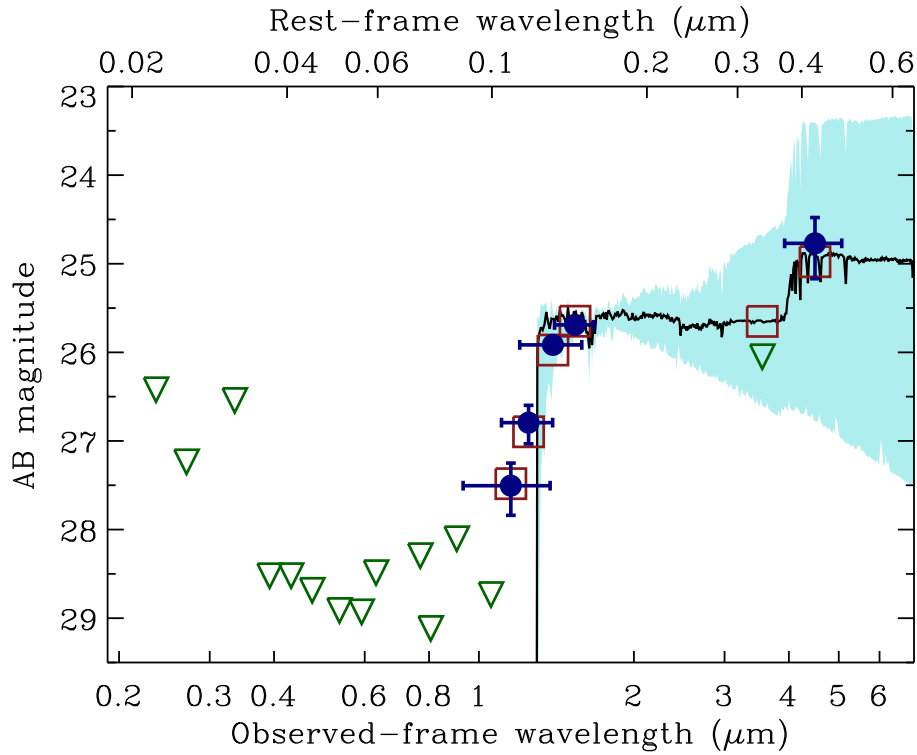 Rest-frame wavelength (μm)
0.02 0.04 0.06 0.1 0.2 0.3 0.4 0.6
23
24
25
26
27
28
29
AB magnitude
0.2 0.3 0.4 0.6 0.8 1 2 3 4 5 6
Observed-frame wavelength (μm)